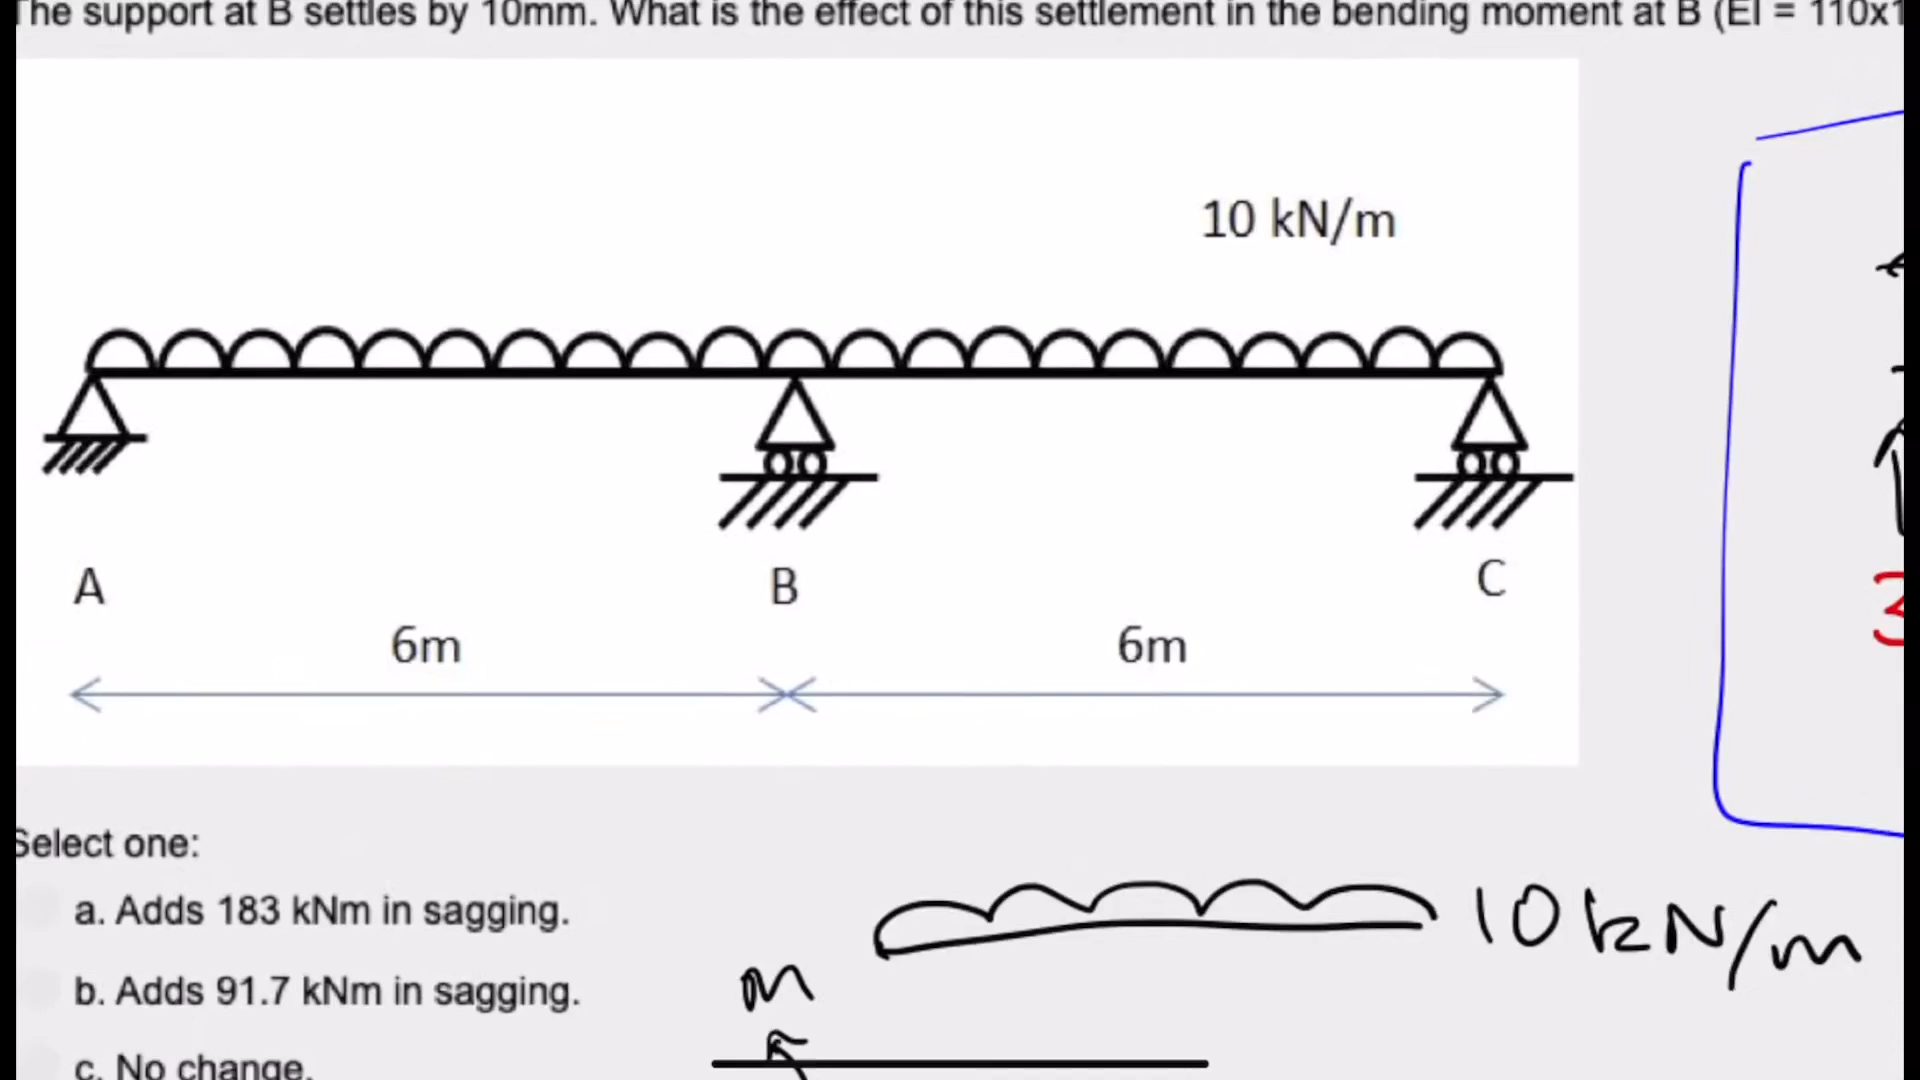 The support at B settles by 10mm. What is the effect of this settlement in the bending moment at B (EI = 110x1
10 kN/m
A
B
C
6m
6m
3
Select one:
a. Adds 183 kNm in sagging.
10kN/m
b. Adds 91.7 kNm in sagging.
m
c. No change.